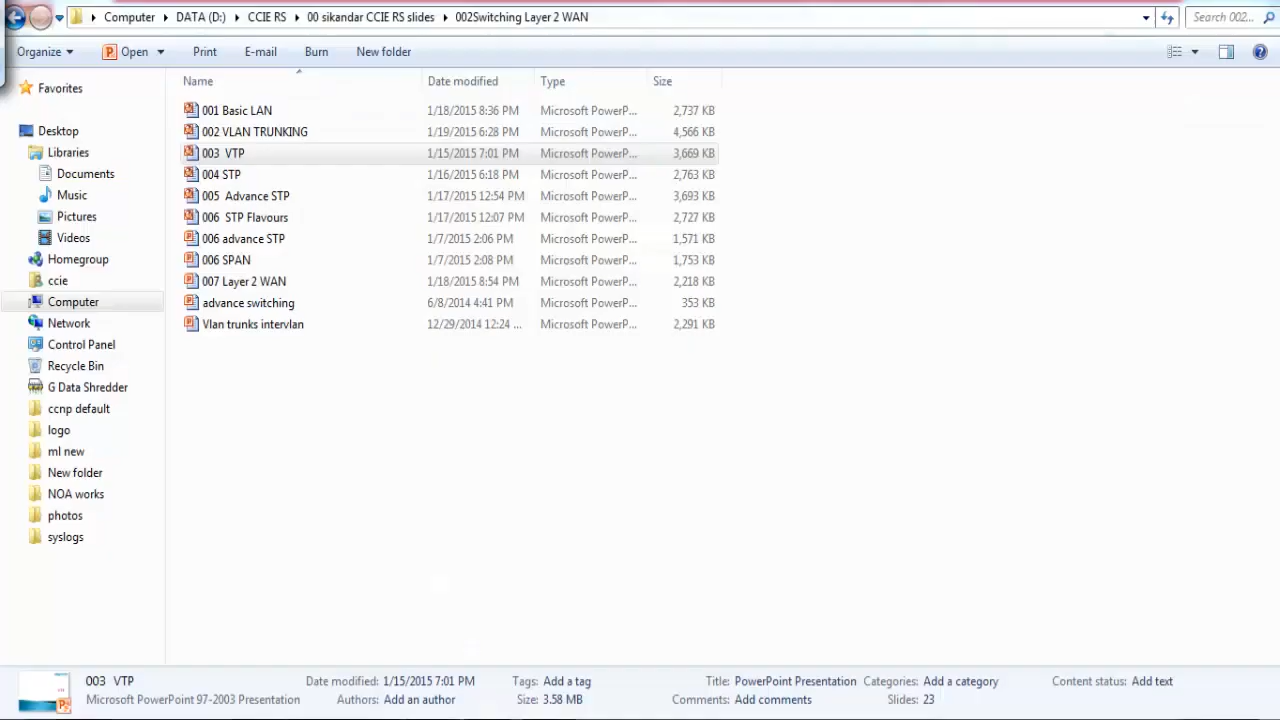 Computer DATA (D:) CCIE RS 00 sikandar CCIE RS slides 002Switching Layer 2 WAN Search 002...
Organize Open Print E-mail Burn New folder
Name Date modified Type Size
Favorites
Desktop
Libraries
Documents
Music
Pictures
Videos
Homegroup
ccie
Computer
Network
Control Panel
Recycle Bin
G Data Shredder
ccnp default
logo
ml new
New folder
NOA works
photos
syslogs
001 Basic LAN 1/18/2015 8:36 PM Microsoft PowerP... 2,737 KB
002 VLAN TRUNKING 1/19/2015 6:28 PM Microsoft PowerP... 4,566 KB
003 VTP 1/15/2015 7:01 PM Microsoft PowerP... 3,669 KB
004 STP 1/16/2015 6:18 PM Microsoft PowerP... 2,763 KB
005 Advance STP 1/17/2015 12:54 PM Microsoft PowerP... 3,693 KB
006 STP Flavours 1/17/2015 12:07 PM Microsoft PowerP... 2,727 KB
006 advance STP 1/7/2015 2:06 PM Microsoft PowerP... 1,571 KB
006 SPAN 1/7/2015 2:08 PM Microsoft PowerP... 1,753 KB
007 Layer 2 WAN 1/18/2015 8:54 PM Microsoft PowerP... 2,218 KB
advance switching 6/8/2014 4:41 PM Microsoft PowerP... 353 KB
Vlan trunks intervlan 12/29/2014 12:24 ... Microsoft PowerP... 2,291 KB
003 VTP Date modified: 1/15/2015 7:01 PM Tags: Add a tag Title: PowerPoint Presentation Categories: Add a category Content status: Add text
Microsoft PowerPoint 97-2003 Presentation Authors: Add an author Size: 3.58 MB Comments: Add comments Slides: 23